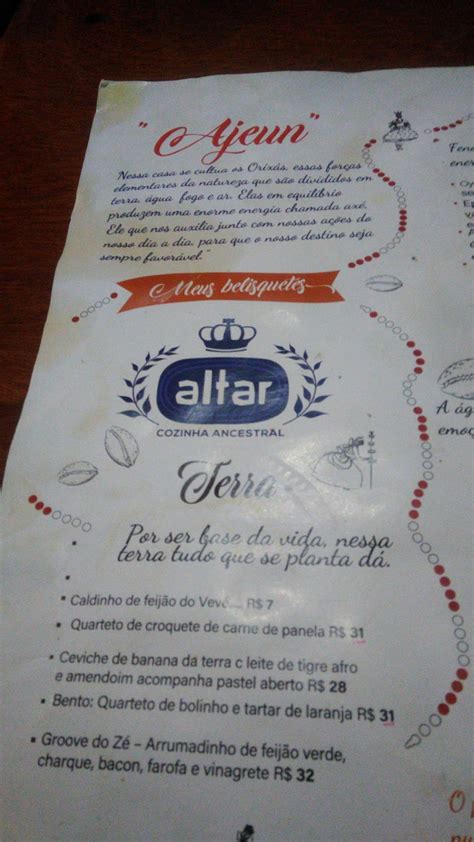 "Ajeun"
Nessa casa se cultua os Orixás, essas forças
elementares da natureza que são divididos em
terra, água fogo e ar. Elas em equilíbrio
produzem uma enorme energia chamada axé.
Ele que nos auxilia junto com nossas ações do
nosso dia a dia, para que o nosso destino seja
sempre favorável."
Meus belisquetes
altar
COZINHA ANCESTRAL
Terra
Por ser base da vida, nessa
terra tudo que se planta dá.
• Caldinho de feijão do R$ 7
• Quarteto de croquete de carne de panela R$ 31
• Ceviche de banana da terra c leite de tigre afro
e amendoim acompanha pastel aberto R$ 28
• Bento: Quarteto de bolinho e tartar de laranja R$ 31
• Groove do Zé – Arrumadinho de feijão verde,
charque, bacon, farofa e vinagrete R$ 32
A